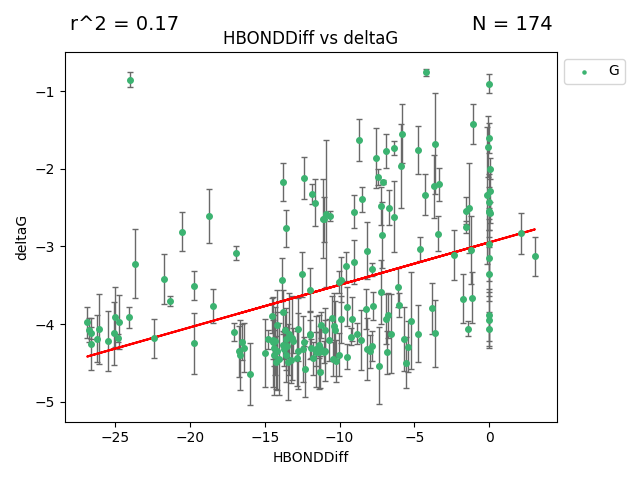 r^2 = 0.17
N = 174
HBONDDiff vs deltaG
G
−1
−2
−3
−4
−5
deltaG
−25
−20
−15
−10
−5
0
HBONDDiff